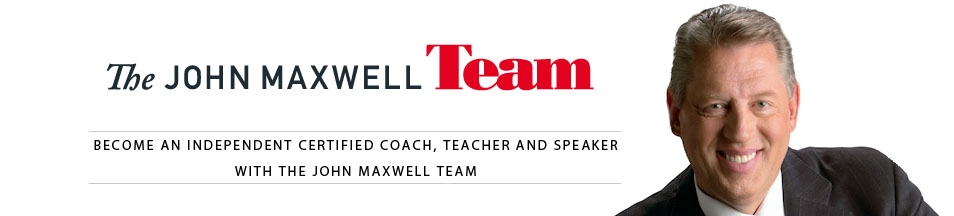 The JOHN MAXWELL Team
BECOME AN INDEPENDENT CERTIFIED COACH, TEACHER AND SPEAKER
WITH THE JOHN MAXWELL TEAM